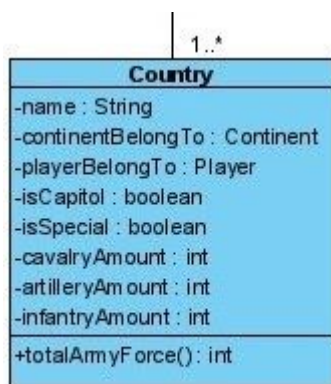 1..*
Country
-name : String
-continentBelongTo : Continent
-playerBelongTo : Player
-isCapitol : boolean
-isSpecial : boolean
-cavalryAmount : int
-artilleryAmount : int
-infantryAmount : int
+totalArmyForce() : int